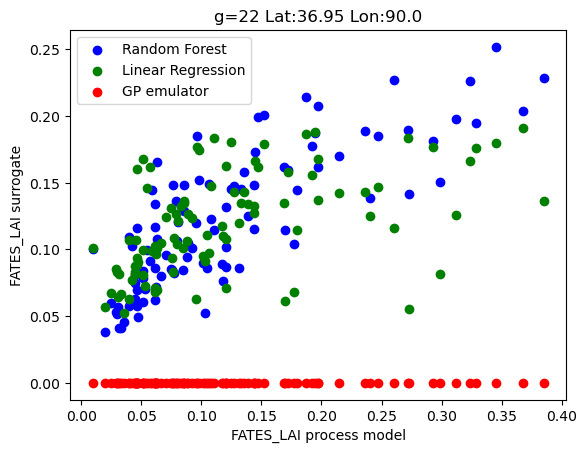 g=22 Lat:36.95 Lon:90.0
Random Forest
Linear Regression
GP emulator
FATES_LAI surrogate
0.25
0.20
0.15
0.10
0.05
0.00
0.00 0.05 0.10 0.15 0.20 0.25 0.30 0.35 0.40
FATES_LAI process model